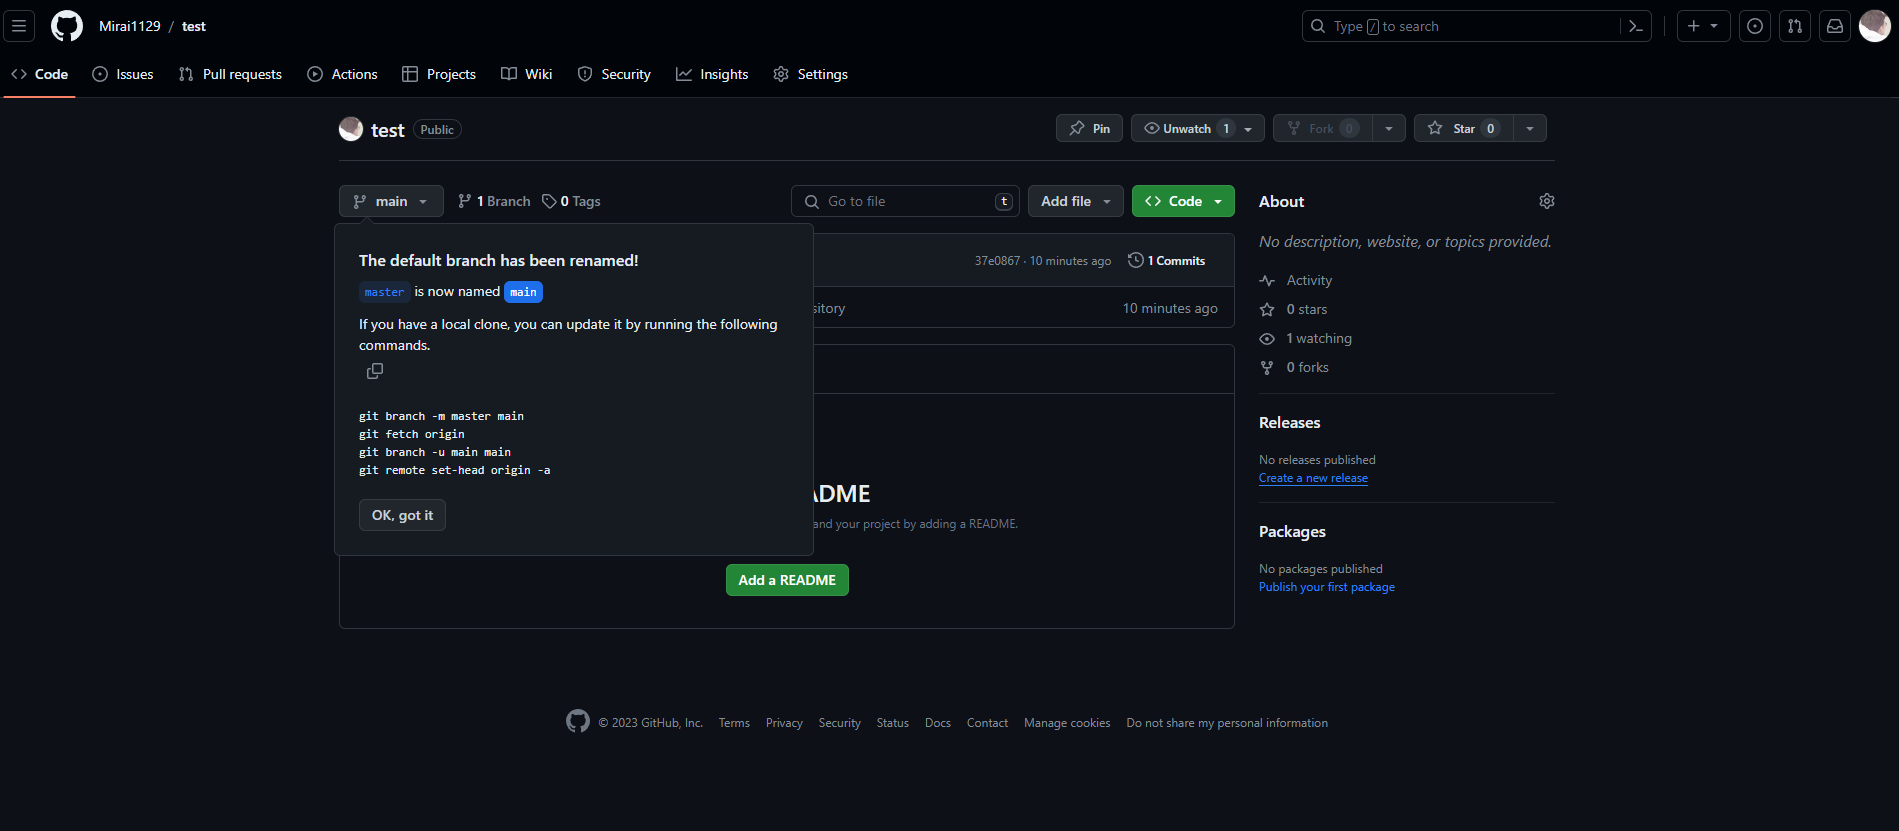 Mirai1129 / test
Type / to search
Code Issues Pull requests Actions Projects Wiki Security Insights Settings
test Public
Pin Unwatch 1 Fork 0 Star 0
main 1 Branch 0 Tags Go to file t Add file Code
The default branch has been renamed!
master is now named main
If you have a local clone, you can update it by running the following
commands.
git branch -m master main
git fetch origin
git branch -u main main
git remote set-head origin -a
OK, got it
37e0867 · 10 minutes ago 1 Commits
sitory 10 minutes ago
ADME
and your project by adding a README.
Add a README
About
No description, website, or topics provided.
Activity
0 stars
1 watching
0 forks
Releases
No releases published
Create a new release
Packages
No packages published
Publish your first package
© 2023 GitHub, Inc. Terms Privacy Security Status Docs Contact Manage cookies Do not share my personal information